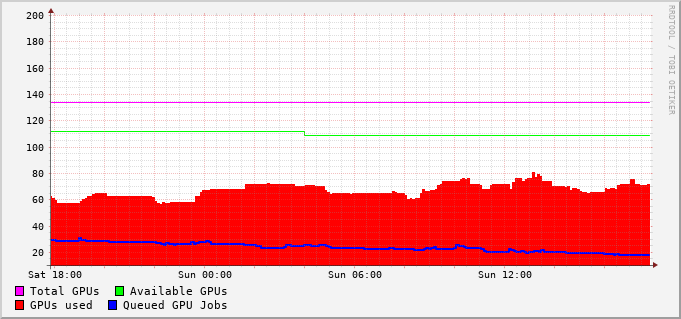 200
180
160
140
120
100
80
60
40
20
Sat 18:00 Sun 00:00 Sun 06:00 Sun 12:00
Total GPUs Available GPUs
GPUs used Queued GPU Jobs
RRDTOOL / TOBI OETIKER